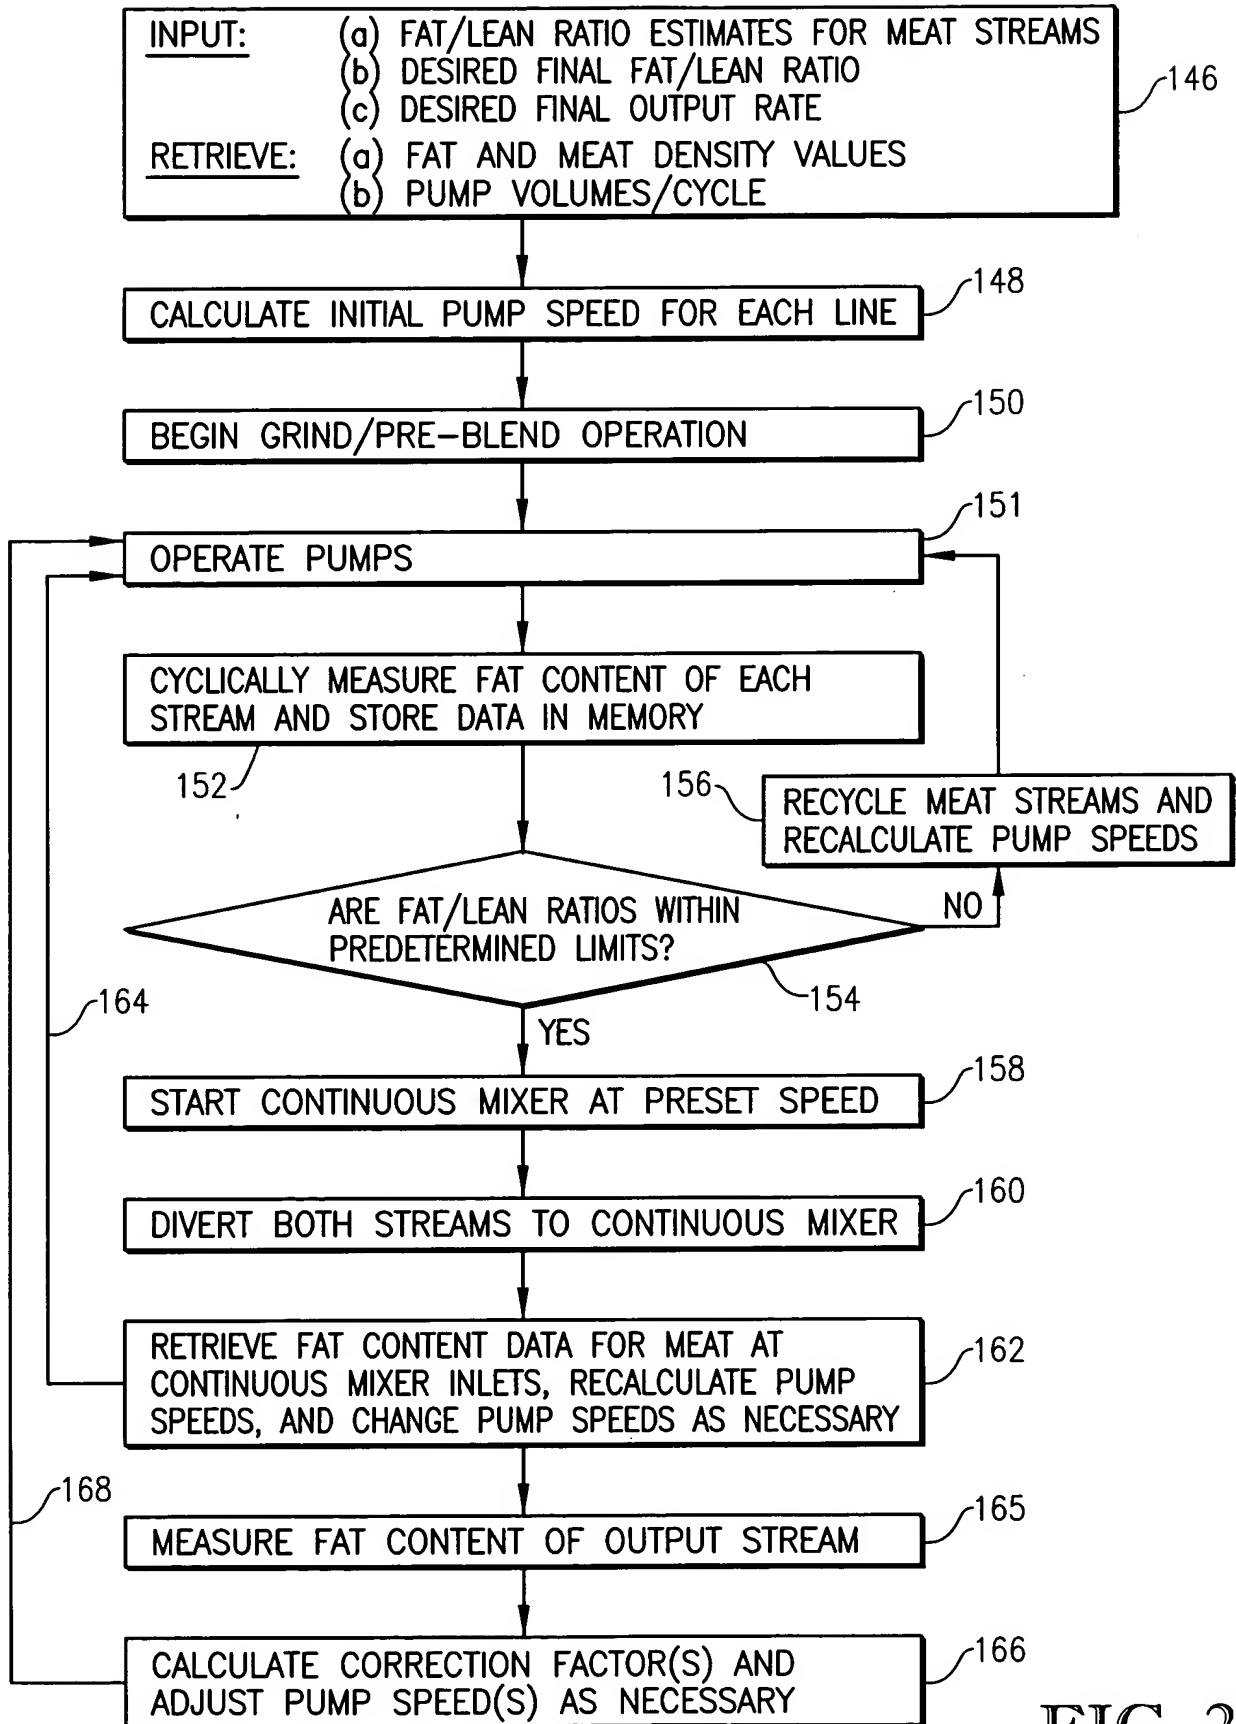 INPUT: (a) FAT/LEAN RATIO ESTIMATES FOR MEAT STREAMS
(b) DESIRED FINAL FAT/LEAN RATIO
(c) DESIRED FINAL OUTPUT RATE
146
RETRIEVE: (a) FAT AND MEAT DENSITY VALUES
(b) PUMP VOLUMES/CYCLE
148
CALCULATE INITIAL PUMP SPEED FOR EACH LINE
150
BEGIN GRIND/PRE-BLEND OPERATION
151
OPERATE PUMPS
CYCLICALLY MEASURE FAT CONTENT OF EACH
STREAM AND STORE DATA IN MEMORY
152
156
RECYCLE MEAT STREAMS AND
RECALCULATE PUMP SPEEDS
ARE FAT/LEAN RATIOS WITHIN
PREDETERMINED LIMITS?
NO
154
164
YES
158
START CONTINUOUS MIXER AT PRESET SPEED
160
DIVERT BOTH STREAMS TO CONTINUOUS MIXER
RETRIEVE FAT CONTENT DATA FOR MEAT AT
CONTINUOUS MIXER INLETS, RECALCULATE PUMP
SPEEDS, AND CHANGE PUMP SPEEDS AS NECESSARY
162
168
165
MEASURE FAT CONTENT OF OUTPUT STREAM
166
CALCULATE CORRECTION FACTOR(S) AND
ADJUST PUMP SPEED(S) AS NECESSARY
FIG. 2